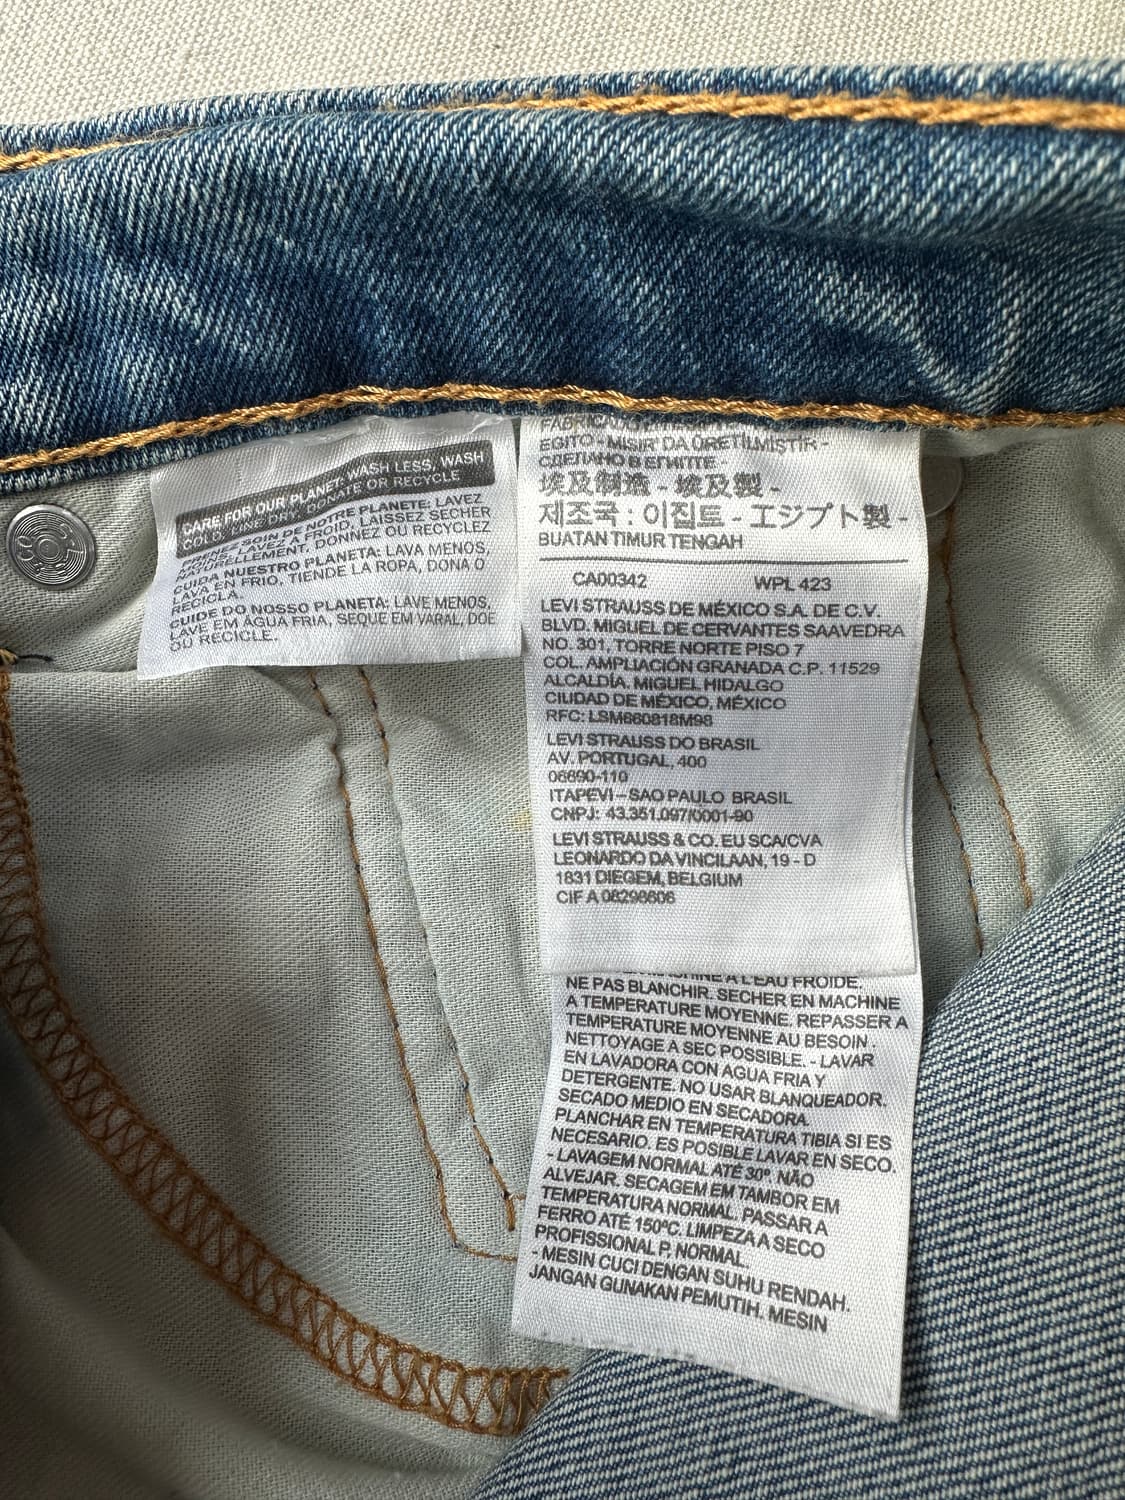 CARE FOR OUR PLANET: WASH LESS, WASH
COLD, LINE DRY, DONATE OR RECYCLE
PRENEZ SOIN DE NOTRE PLANETE: LAVEZ
LAVEZ A FROID, LAISSEZ SECHER
NATURELLEMENT, DONNEZ OU RECYCLEZ
CUIDA NUESTRO PLANETA: LAVA MENOS,
LAVA EN FRIO, TIENDE LA ROPA, DONA O
RECICLA.
CUIDE DO NOSSO PLANETA: LAVE MENOS,
LAVE EM ÁGUA FRIA, SEQUE EM VARAL, DOE
OU RECICLE.
EGITO - MISIR' DA ÜRETİLMİŞTİR -
СДЕЛАНО В ЕГИПТЕ -
埃及制造 - 埃及製 -
제조국 : 이집트 - エジプト製 -
BUATAN TIMUR TENGAH
CA00342 WPL 423
LEVI STRAUSS DE MÉXICO S.A. DE C.V.
BLVD. MIGUEL DE CERVANTES SAAVEDRA
NO. 301, TORRE NORTE PISO 7
COL. AMPLIACIÓN GRANADA C.P. 11529
ALCALDÍA. MIGUEL HIDALGO
CIUDAD DE MÉXICO, MÉXICO
RFC: LSM660818M98
LEVI STRAUSS DO BRASIL
AV. PORTUGAL, 400
06690-110
ITAPEVI – SAO PAULO BRASIL
CNPJ: 43.351.097/0001-90
LEVI STRAUSS & CO. EU SCA/CVA
LEONARDO DA VINCILAAN, 19 - D
1831 DIEGEM, BELGIUM
CIF A 08298606
MACHINE A L'EAU FROIDE.
NE PAS BLANCHIR. SECHER EN MACHINE
A TEMPERATURE MOYENNE. REPASSER A
TEMPERATURE MOYENNE AU BESOIN .
NETTOYAGE A SEC POSSIBLE. - LAVAR
EN LAVADORA CON AGUA FRIA Y
DETERGENTE. NO USAR BLANQUEADOR.
SECADO MEDIO EN SECADORA.
PLANCHAR EN TEMPERATURA TIBIA SI ES
NECESARIO. ES POSIBLE LAVAR EN SECO.
- LAVAGEM NORMAL ATÉ 30º. NÃO
ALVEJAR. SECAGEM EM TAMBOR EM
TEMPERATURA NORMAL. PASSAR A
FERRO ATÉ 150ºC. LIMPEZA A SECO
PROFISSIONAL P. NORMAL.
- MESIN CUCI DENGAN SUHU RENDAH.
JANGAN GUNAKAN PEMUTIH. MESIN